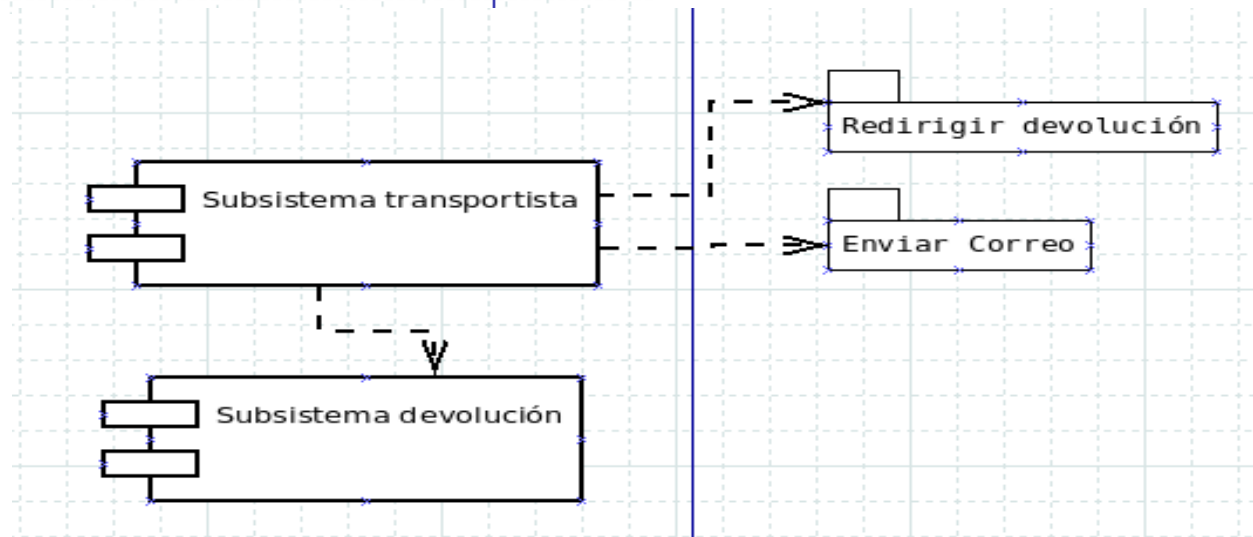 Redirigir devolución
Subsistema transportista
Enviar Correo
Subsistema devolución